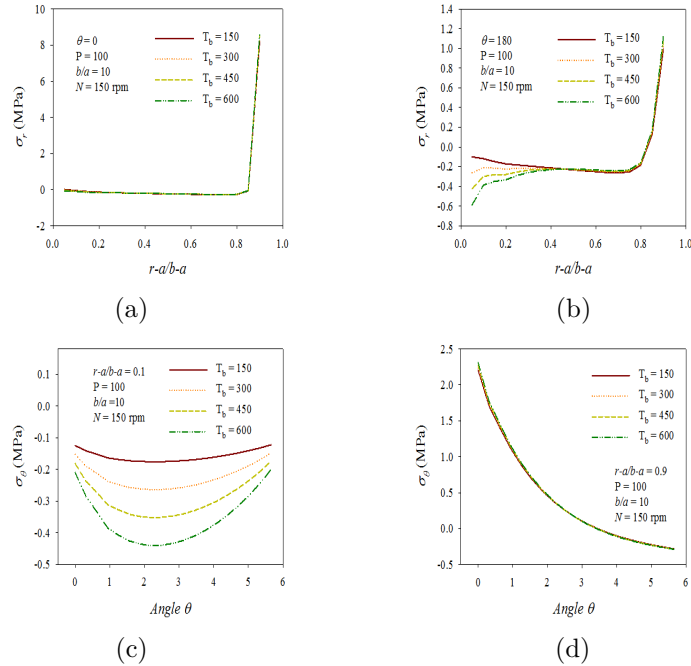 10
8
6
4
2
0
-2
σr (MPa)
θ = 0
P = 100
b/a = 10
N = 150 rpm
Tb = 150
Tb = 300
Tb = 450
Tb = 600
0.0 0.2 0.4 0.6 0.8 1.0
r-a/b-a
(a)
1.4
1.2
1.0
0.8
0.6
0.4
0.2
0.0
-0.2
-0.4
-0.6
-0.8
σr (MPa)
θ = 180
P = 100
b/a = 10
N = 150 rpm
Tb = 150
Tb = 300
Tb = 450
Tb = 600
0.0 0.2 0.4 0.6 0.8 1.0
r-a/b-a
(b)
0.1
0.0
-0.1
-0.2
-0.3
-0.4
-0.5
σθ (MPa)
r-a/b-a = 0.1
P = 100
b/a =10
N = 150 rpm
Tb = 150
Tb = 300
Tb = 450
Tb = 600
0 1 2 3 4 5 6
Angle θ
(c)
2.5
2.0
1.5
1.0
0.5
0.0
-0.5
σθ (MPa)
Tb = 150
Tb = 300
Tb = 450
Tb = 600
r-a/b-a = 0.9
P = 100
b/a = 10
N = 150 rpm
0 1 2 3 4 5 6
Angle θ
(d)